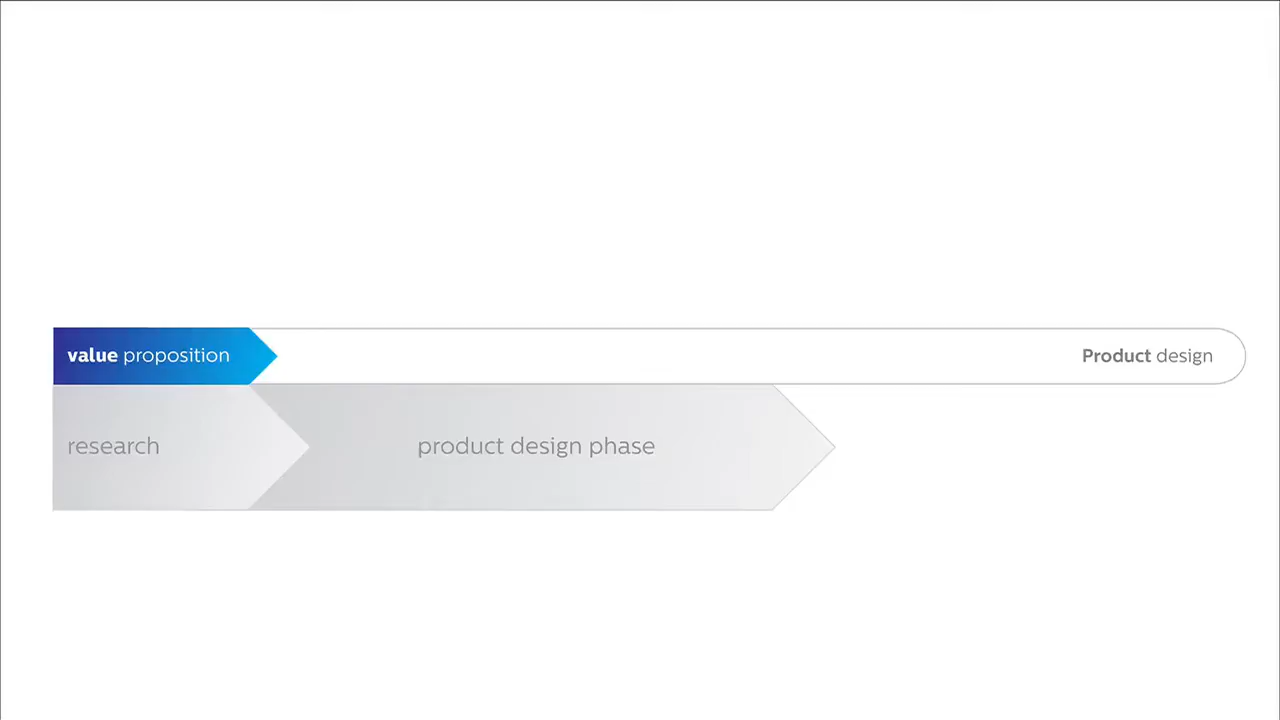 value proposition
Product design
research
product design phase